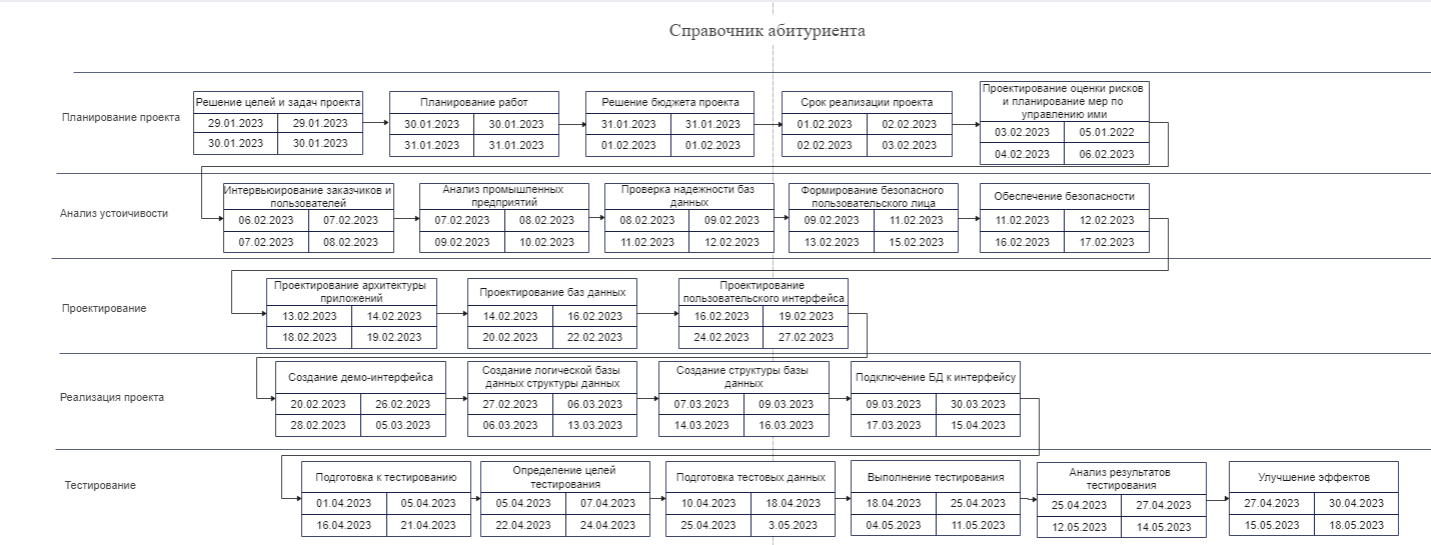 Справочник абитуриента
Планирование проекта
Решение целей и задач проекта
29.01.2023 29.01.2023
30.01.2023 30.01.2023
Планирование работ
30.01.2023 30.01.2023
31.01.2023 31.01.2023
Решение бюджета проекта
31.01.2023 31.01.2023
01.02.2023 01.02.2023
Срок реализации проекта
01.02.2023 02.02.2023
02.02.2023 03.02.2023
Проектирование оценки рисков
и планирование мер по
управлению ими
03.02.2023 05.01.2022
04.02.2023 06.02.2023
Анализ устоичивости
Интервьюирование заказчиков и
пользователей
06.02.2023 07.02.2023
07.02.2023 08.02.2023
Анализ промышленных
предприятий
07.02.2023 08.02.2023
09.02.2023 10.02.2023
Проверка надежности баз
данных
08.02.2023 09.02.2023
11.02.2023 12.02.2023
Формирование безопасного
пользовательского лица
09.02.2023 11.02.2023
13.02.2023 15.02.2023
Обеспечение безопасности
11.02.2023 12.02.2023
16.02.2023 17.02.2023
Проектирование
Проектирование архитектуры
приложений
13.02.2023 14.02.2023
18.02.2023 19.02.2023
Проектирование баз данных
14.02.2023 16.02.2023
20.02.2023 22.02.2023
Проектирование
пользовательского интерфейса
16.02.2023 19.02.2023
24.02.2023 27.02.2023
Реализация проекта
Создание демо-интерфейса
20.02.2023 26.02.2023
28.02.2023 05.03.2023
Создание логической базы
данных структуры данных
27.02.2023 06.03.2023
06.03.2023 13.03.2023
Создание структуры базы
данных
07.03.2023 09.03.2023
14.03.2023 16.03.2023
Подключение БД к интерфейсу
09.03.2023 30.03.2023
17.03.2023 15.04.2023
Тестирование
Подготовка к тестированию
01.04.2023 05.04.2023
16.04.2023 21.04.2023
Определение целей
тестирования
05.04.2023 07.04.2023
22.04.2023 24.04.2023
Подготовка тестовых данных
10.04.2023 18.04.2023
25.04.2023 3.05.2023
Выполнение тестирования
18.04.2023 25.04.2023
04.05.2023 11.05.2023
Анализ результатов
тестирования
25.04.2023 27.04.2023
12.05.2023 14.05.2023
Улучшение эффектов
27.04.2023 30.04.2023
15.05.2023 18.05.2023